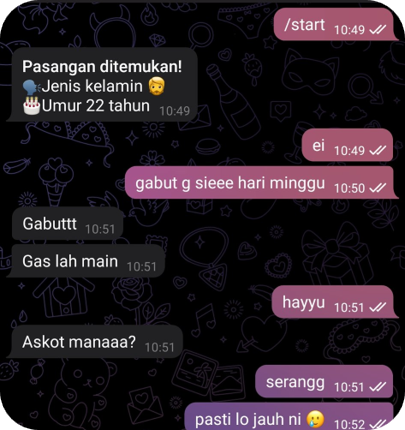 /start 10:49
Pasangan ditemukan!
🗣Jenis kelamin 👨
🎂Umur 22 tahun 10:49
ei 10:49
gabut g sieee hari minggu 10:50
Gabuttt 10:51
Gas lah main 10:51
hayyu 10:51
Askot manaaa? 10:51
serangg 10:51
pasti lo jauh ni 🥲 10:52